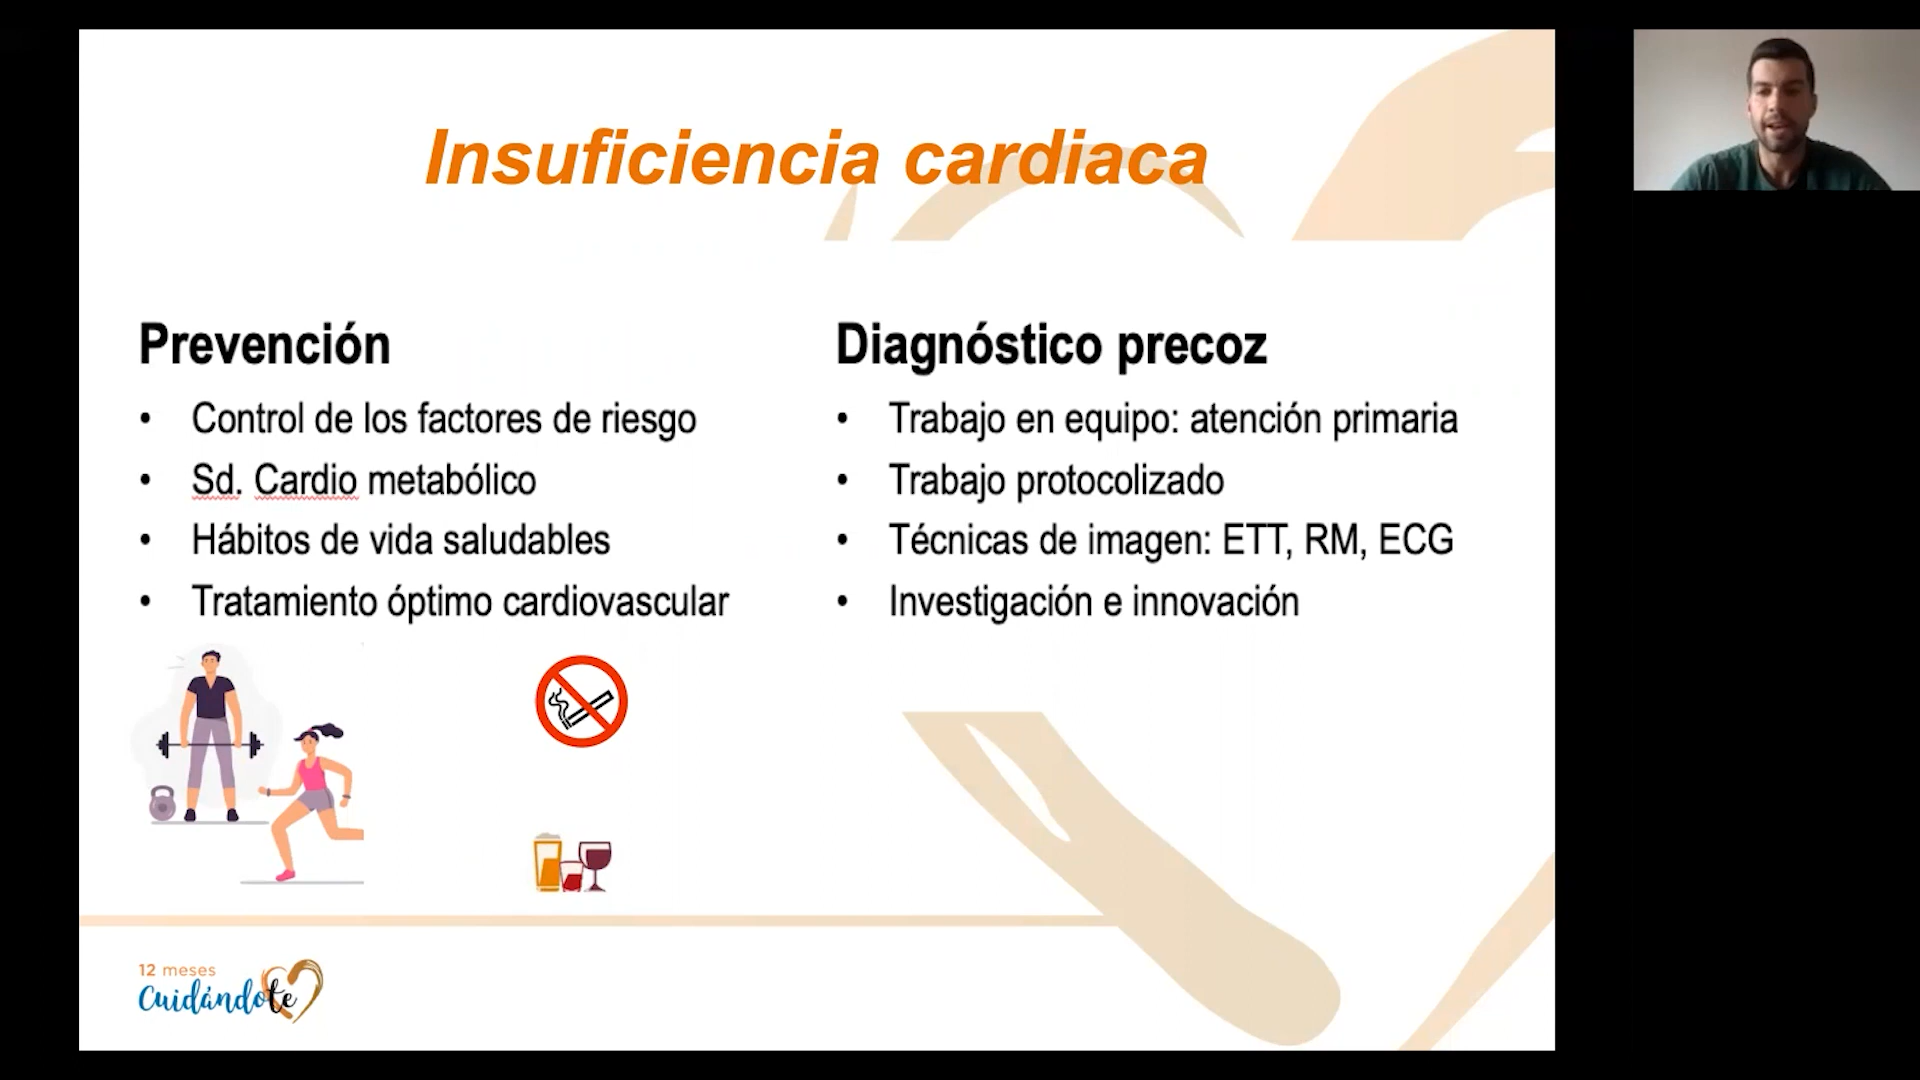 Insuficiencia cardiaca
Prevención
• Control de los factores de riesgo
• Sd. Cardio metabólico
• Hábitos de vida saludables
• Tratamiento óptimo cardiovascular
Diagnóstico precoz
• Trabajo en equipo: atención primaria
• Trabajo protocolizado
• Técnicas de imagen: ETT, RM, ECG
• Investigación e innovación
12 meses
Cuidándote